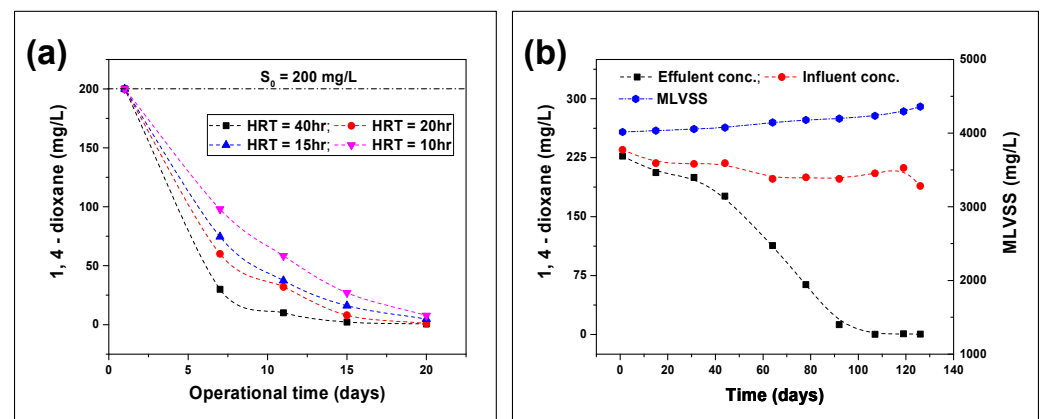 (a)
S0 = 200 mg/L
HRT = 40hr; HRT = 20hr
HRT = 15hr; HRT = 10hr
1, 4 - dioxane (mg/L)
200
150
100
50
0
0 5 10 15 20
Operational time (days)
(b)
Effulent conc.; Influent conc.
MLVSS
1, 4 - dioxane (mg/L)
300
225
150
75
0
5000
4000
3000
2000
1000
MLVSS (mg/L)
0 20 40 60 80 100 120 140
Time (days)